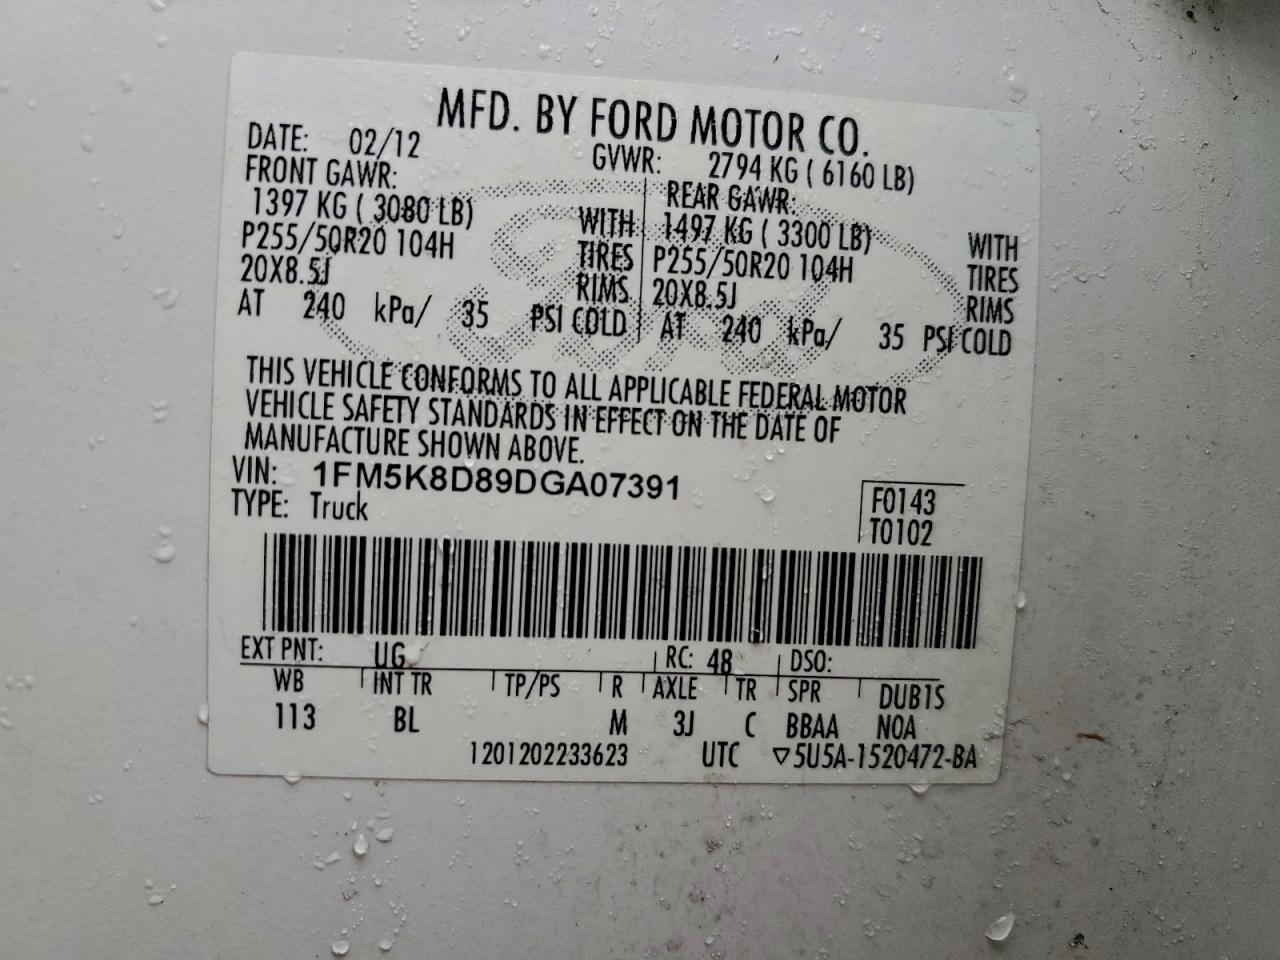 MFD. BY FORD MOTOR CO.
DATE: 02/12 GVWR: 2794 KG ( 6160 LB)
FRONT GAWR: REAR GAWR:
1397 KG ( 3080 LB) WITH 1497 KG ( 3300 LB) WITH
P255/50R20 104H TIRES P255/50R20 104H TIRES
20X8.5J RIMS 20X8.5J RIMS
AT 240 kPa/ 35 PSI COLD AT 240 kPa/ 35 PSI COLD
THIS VEHICLE CONFORMS TO ALL APPLICABLE FEDERAL MOTOR
VEHICLE SAFETY STANDARDS IN EFFECT ON THE DATE OF
MANUFACTURE SHOWN ABOVE.
VIN: 1FM5K8D89DGA07391
TYPE: Truck
F0143
T0102
EXT PNT: UG RC: 48 DSO:
WB INT TR TP/PS R AXLE TR SPR DUB1S
113 BL M 3J C BBAA NOA
1201202233623 UTC ▽5U5A-1520472-BA
Ford